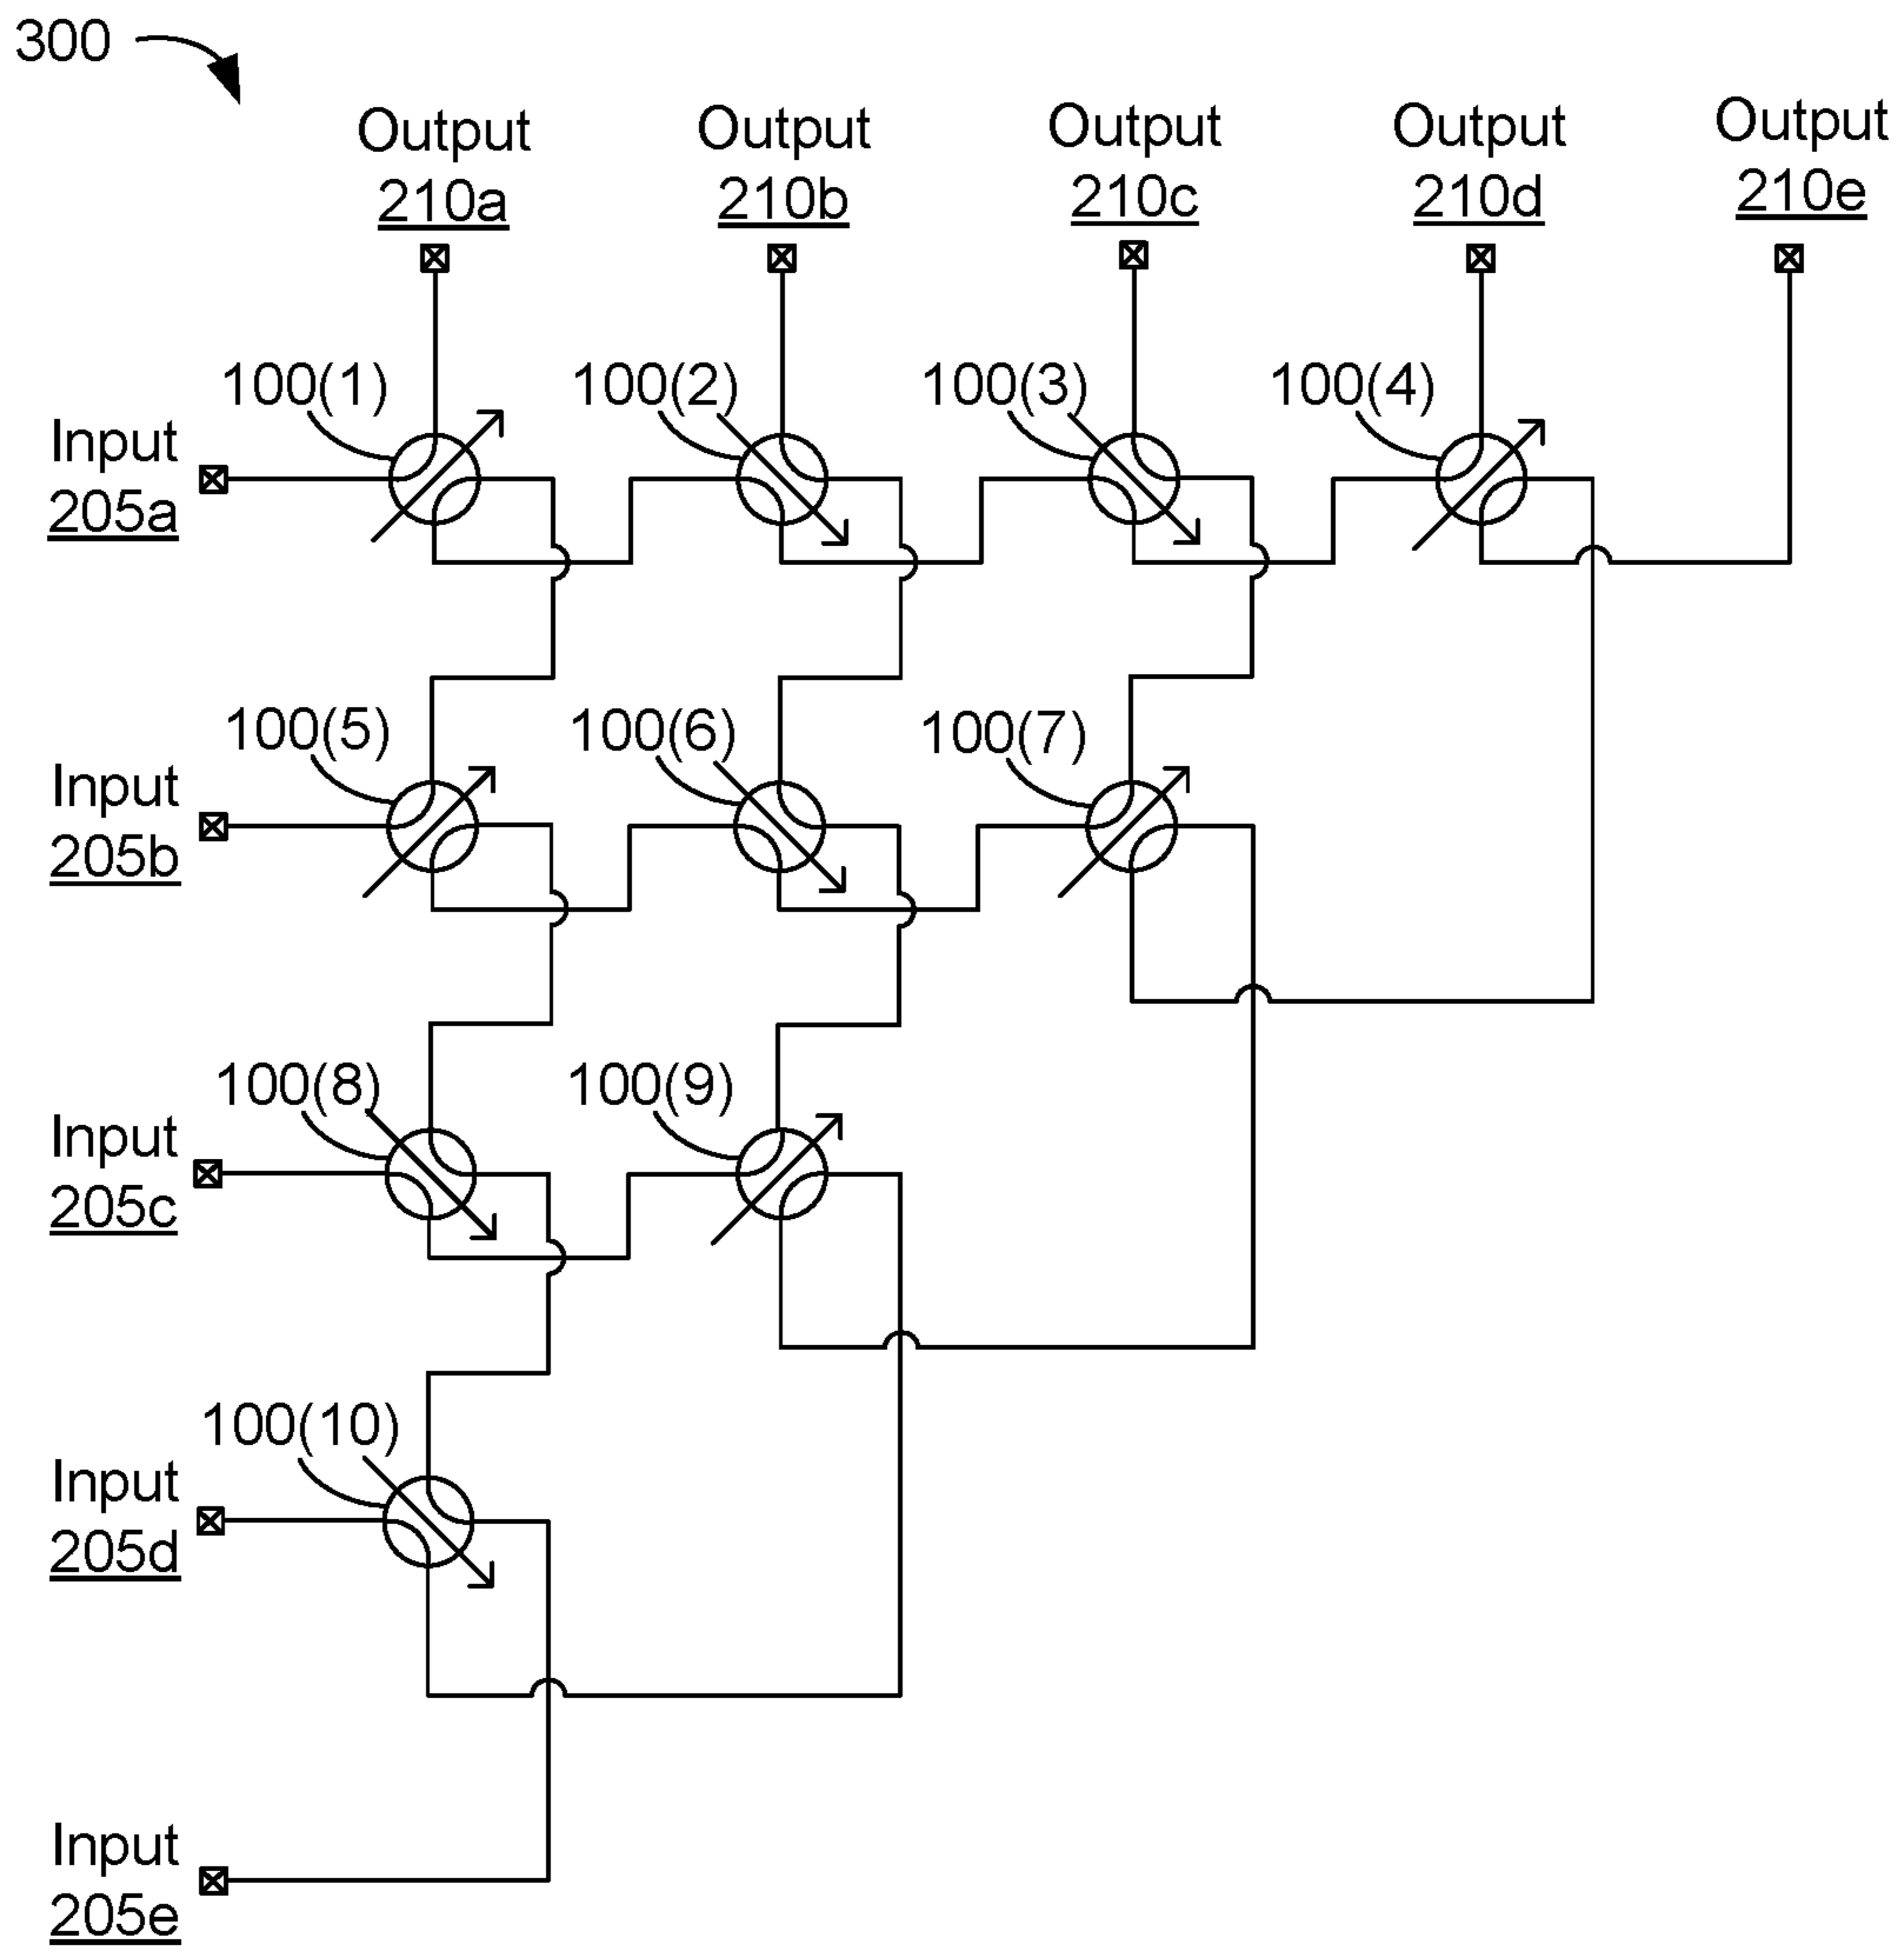 300
Output
210a
Output
210b
Output
210c
Output
210d
Output
210e
100(1)
100(2)
100(3)
100(4)
Input
205a
100(5)
100(6)
100(7)
Input
205b
100(8)
100(9)
Input
205c
100(10)
Input
205d
Input
205e